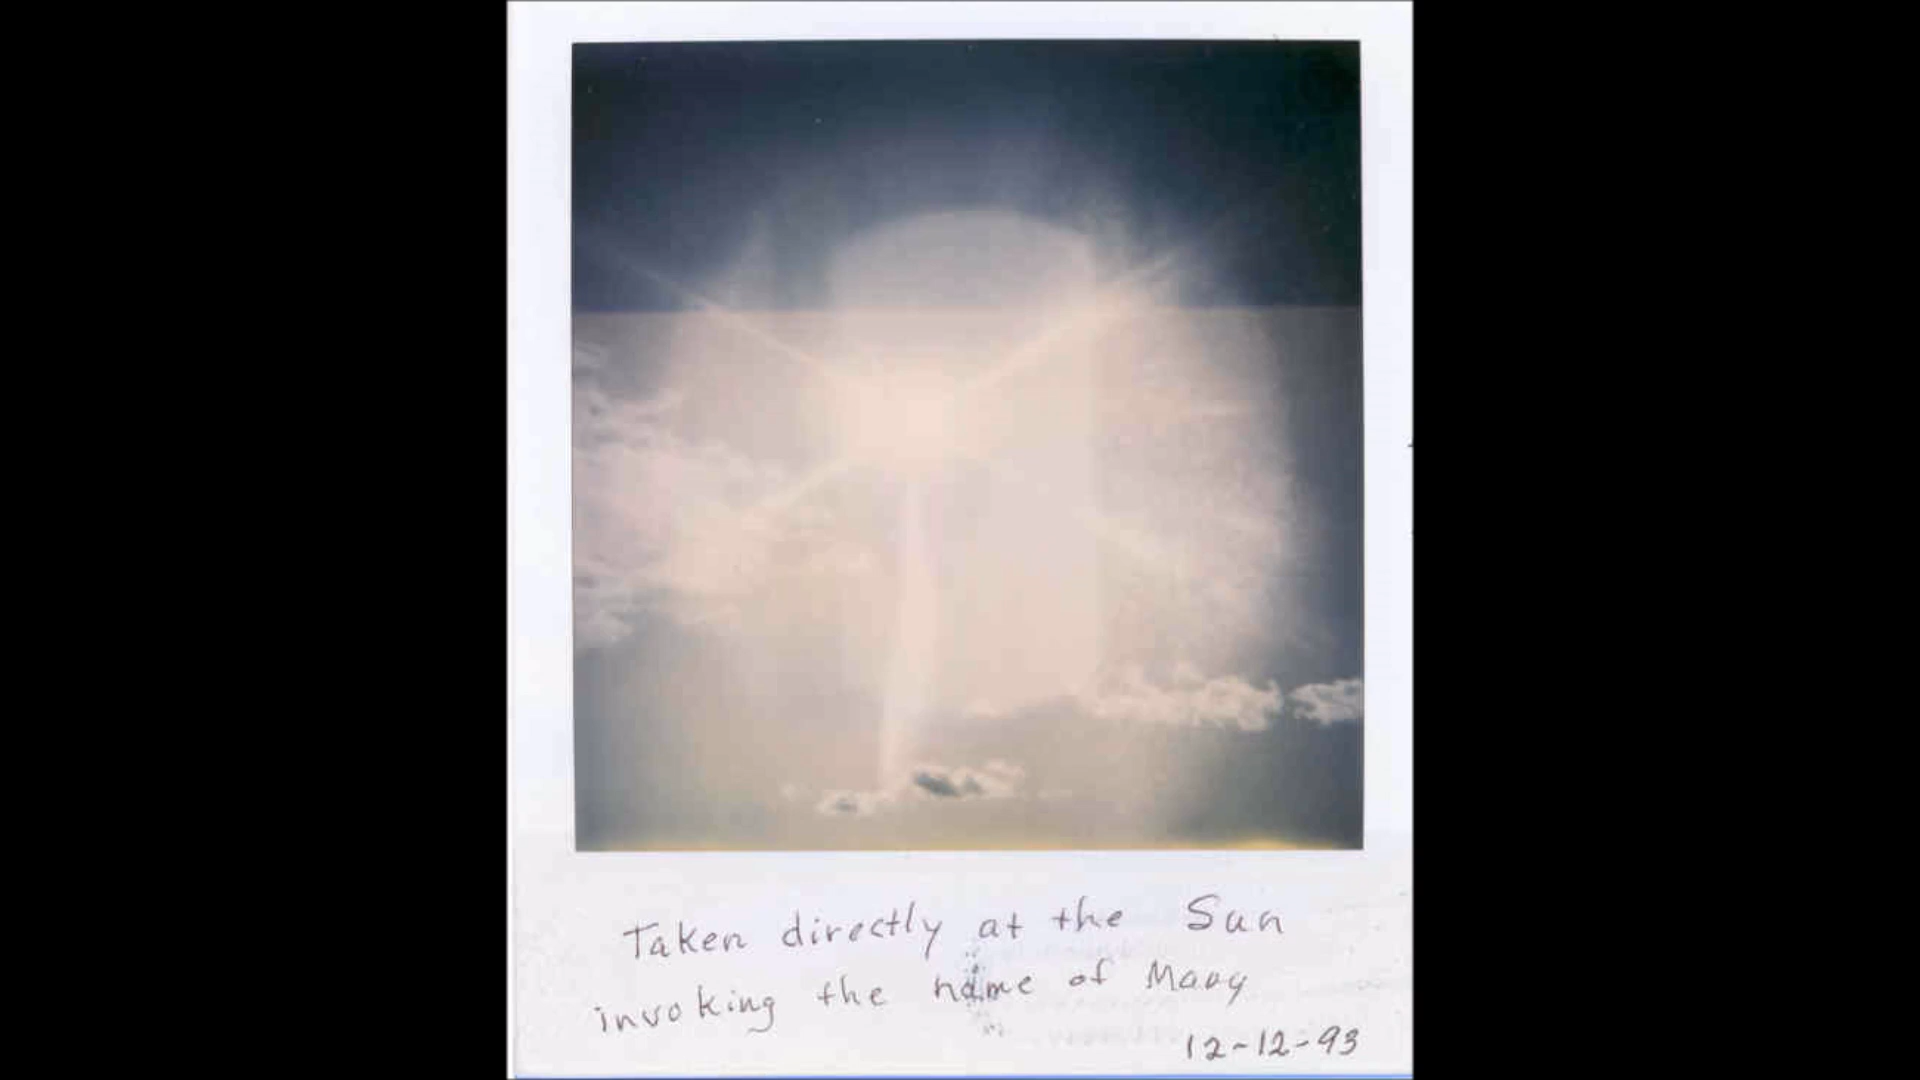 Taken directly at the Sun
invoking the name of Mary
12-12-93